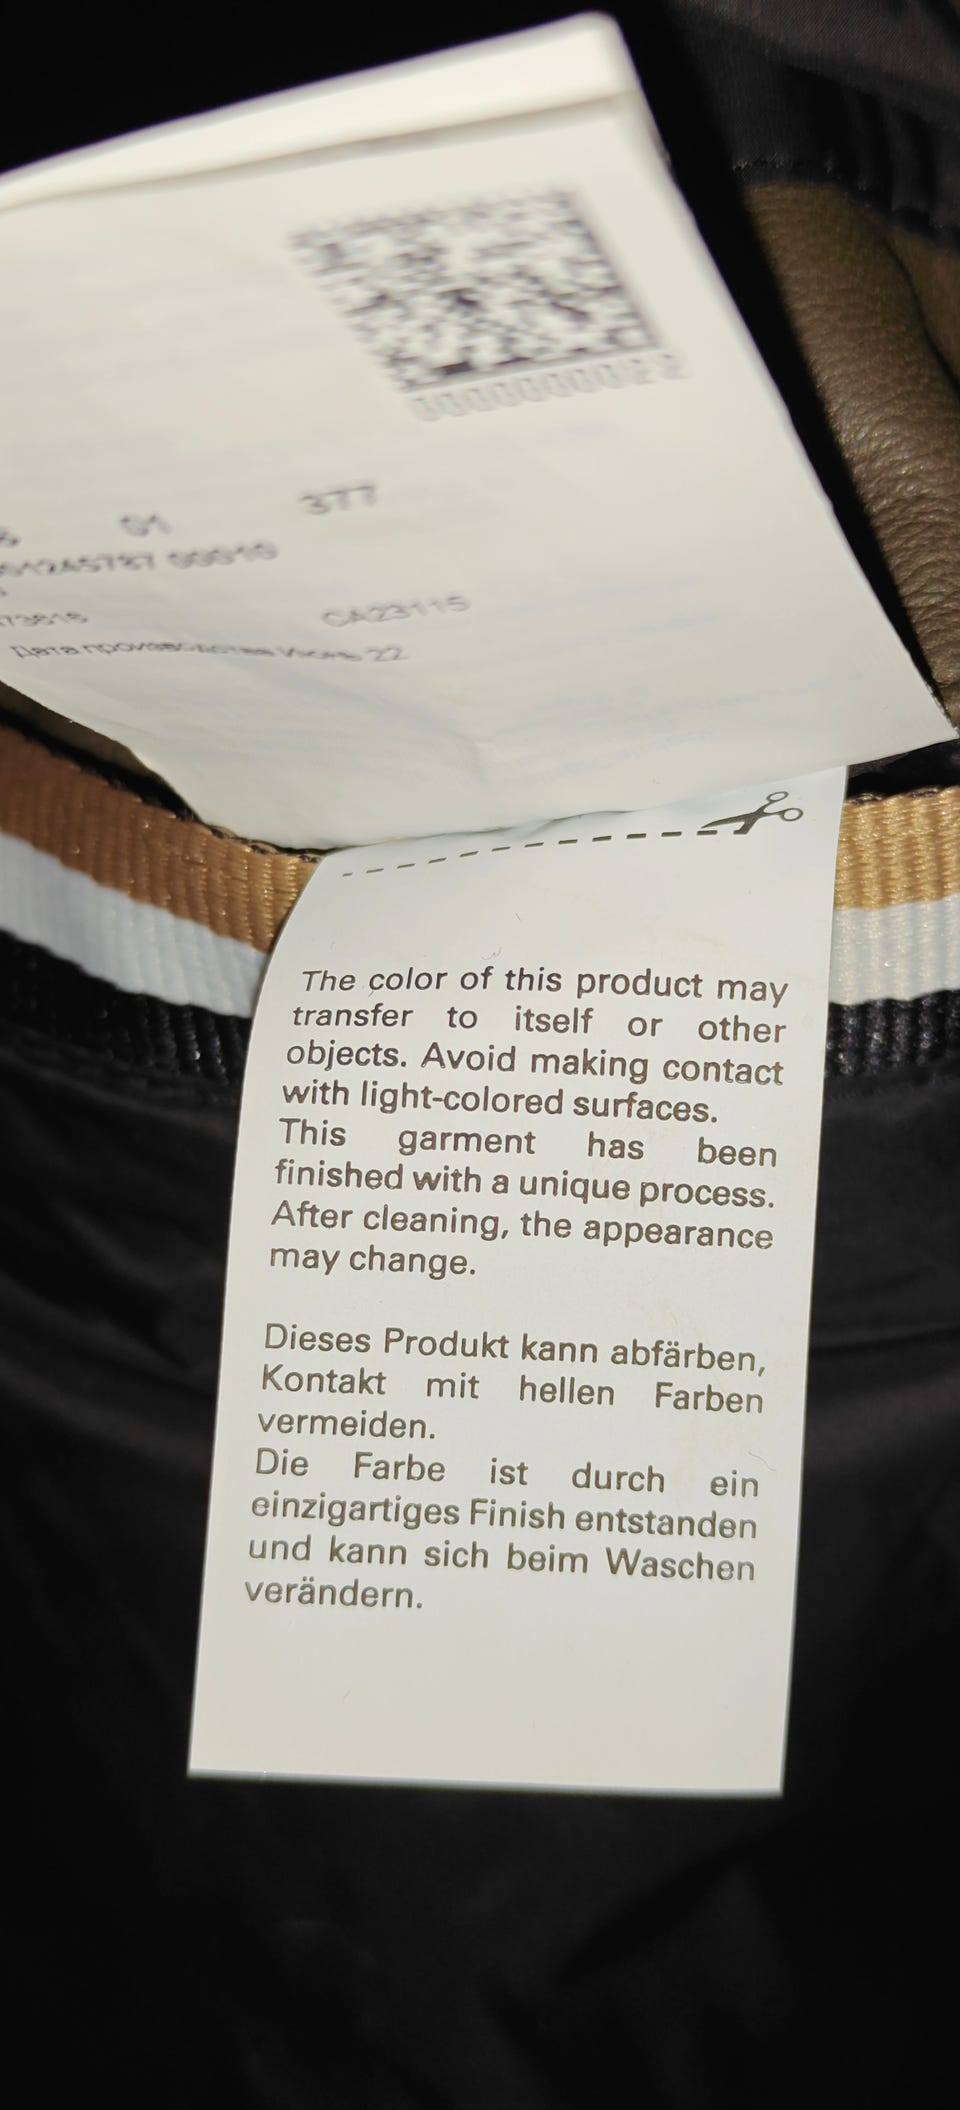 01 377
CA23115
Дата производства Июнь 22
The color of this product may
transfer to itself or other
objects. Avoid making contact
with light-colored surfaces.
This garment has been
finished with a unique process.
After cleaning, the appearance
may change.
Dieses Produkt kann abfärben,
Kontakt mit hellen Farben
vermeiden.
Die Farbe ist durch ein
einzigartiges Finish entstanden
und kann sich beim Waschen
verändern.